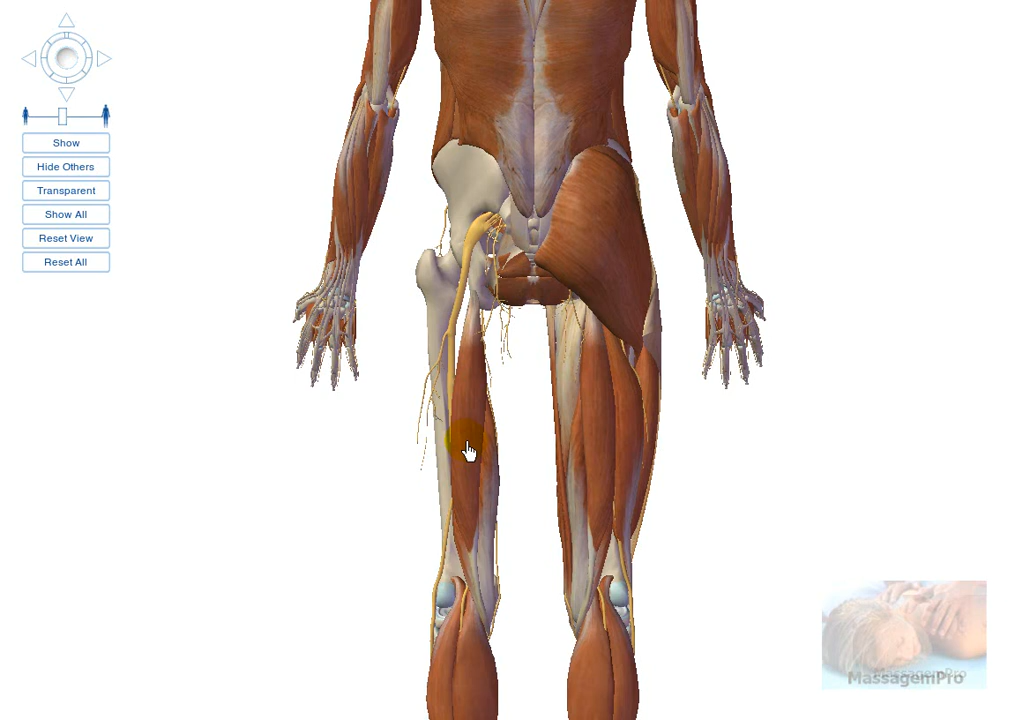 Show
Hide Others
Transparent
Show All
Reset View
Reset All
MassagemPro